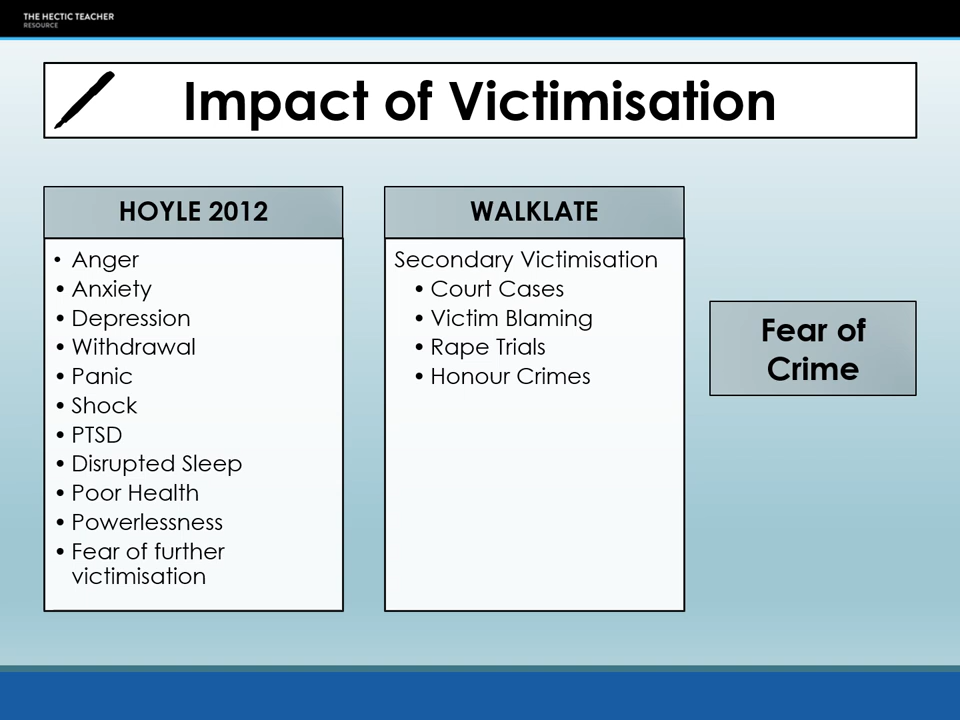 THE HECTIC TEACHER
RESOURCE
Impact of Victimisation
HOYLE 2012
• Anger
• Anxiety
• Depression
• Withdrawal
• Panic
• Shock
• PTSD
• Disrupted Sleep
• Poor Health
• Powerlessness
• Fear of further
victimisation
WALKLATE
Secondary Victimisation
• Court Cases
• Victim Blaming
• Rape Trials
• Honour Crimes
Fear of
Crime